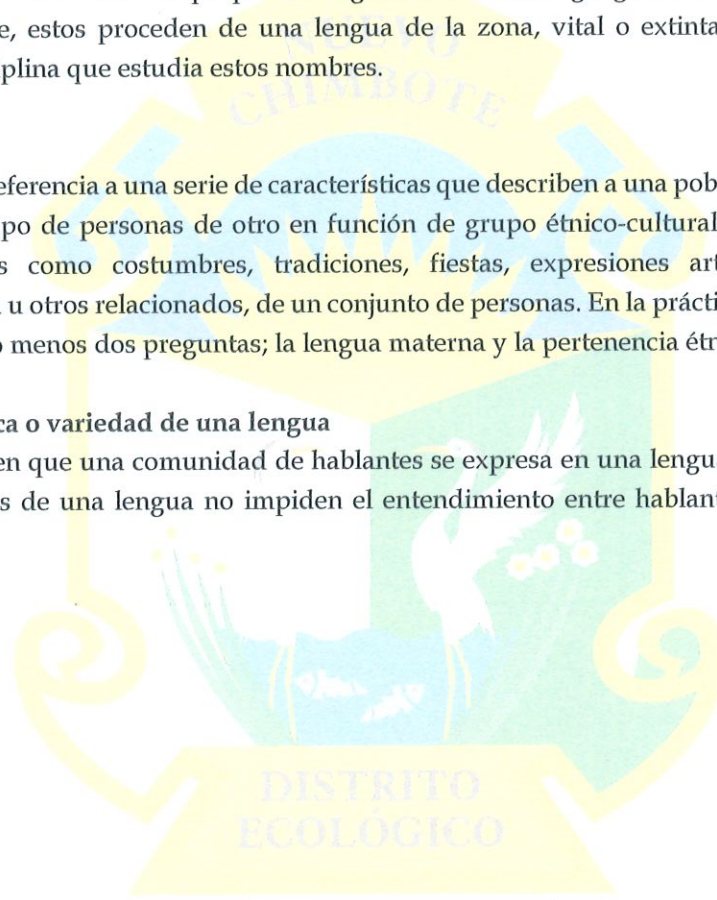 e, estos proceden de una lengua de la zona, vital o extinta
plina que estudia estos nombres.
NUEVO
CHIMBOTE
eferencia a una serie de características que describen a una pob
po de personas de otro en función de grupo étnico-cultural
s como costumbres, tradiciones, fiestas, expresiones art
u otros relacionados, de un conjunto de personas. En la prácti
o menos dos preguntas; la lengua materna y la pertenencia étn
ca o variedad de una lengua
en que una comunidad de hablantes se expresa en una lengu
s de una lengua no impiden el entendimiento entre hablant
DISTRITO
ECOLÓGICO